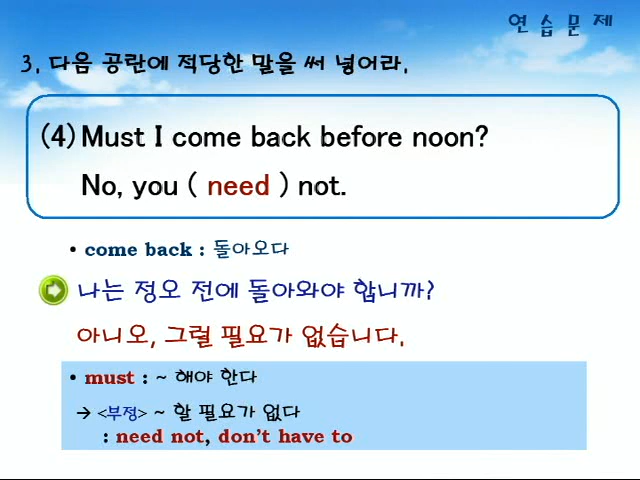 연 습 문 제
3. 다음 공란에 적당한 말을 써 넣어라.
(4) Must I come back before noon?
No, you ( need ) not.
• come back : 돌아오다
나는 정오 전에 돌아와야 합니까?
아니오, 그럴 필요가 없습니다.
• must : ~ 해야 한다
→ <부정> ~ 할 필요가 없다
: need not, don't have to